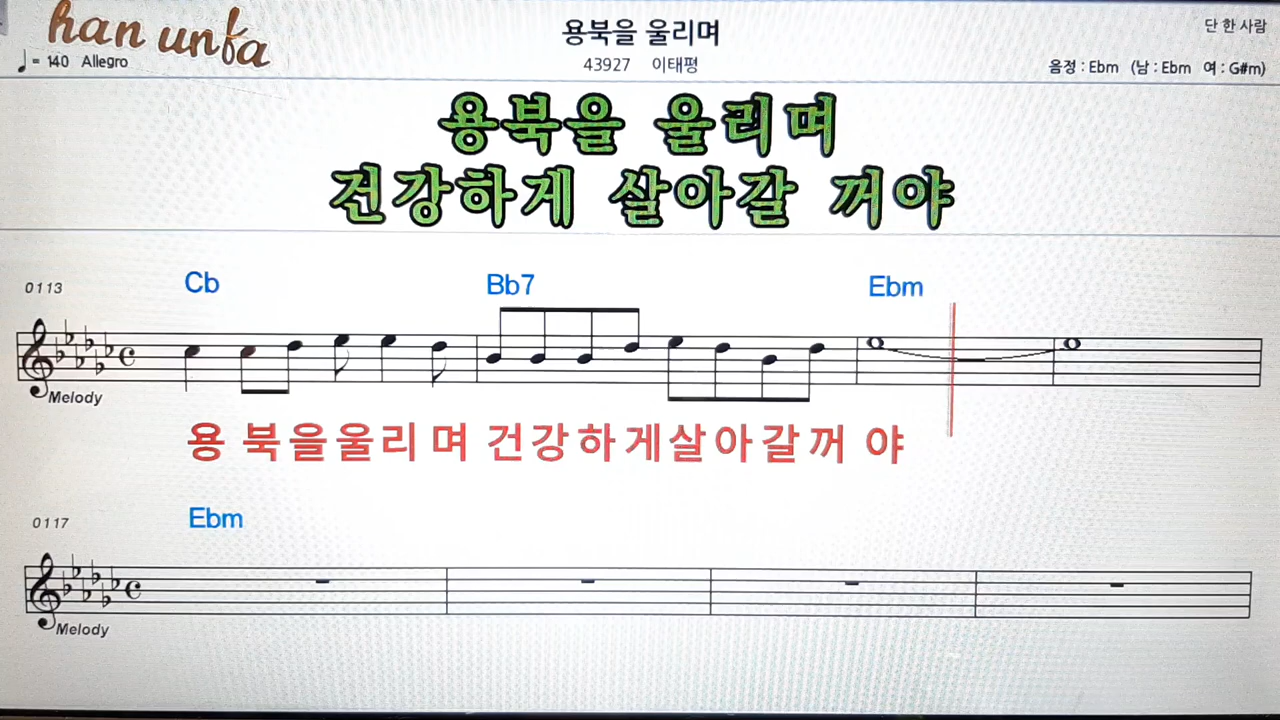 han unfa
용북을 울리며
단 한 사람
♩= 140 Allegro
43927 이태평
음정 : Ebm (남 : Ebm 여 : G#m)
용북을 울리며
건강하게 살아갈 꺼야
0113
Cb Bb7 Ebm
Melody
용 북을울리 며 건강하게살아갈꺼 야
0117
Ebm
Melody